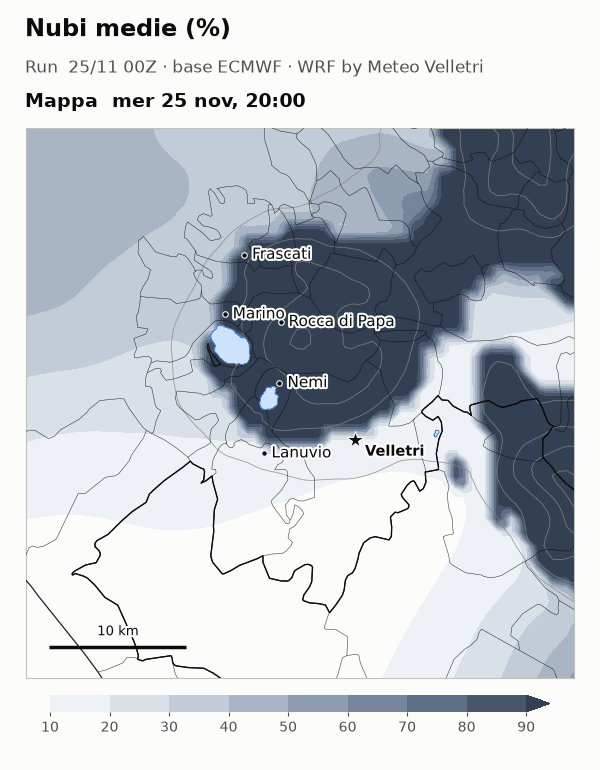 Nubi medie (%)
Run  25/11 00Z · base ECMWF · WRF by Meteo Velletri
Mappa  mer 25 nov, 20:00
Frascati
Marino
Rocca di Papa
Nemi
Lanuvio
Velletri
10 km
10 20 30 40 50 60 70 80 90